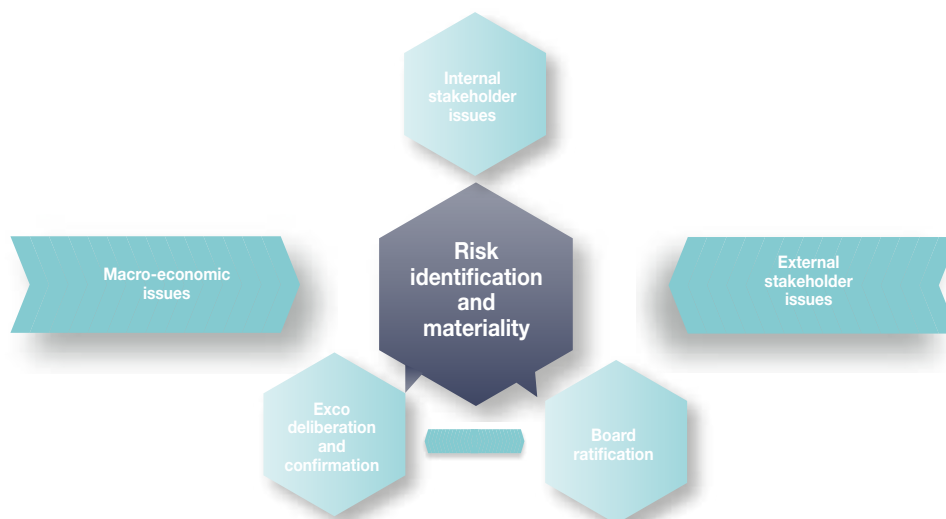 Internal
stakeholder
issues
Risk
identification
and
materiality
Macro-economic
issues
External
stakeholder
issues
Exco
deliberation
and
confirmation
Board
ratification